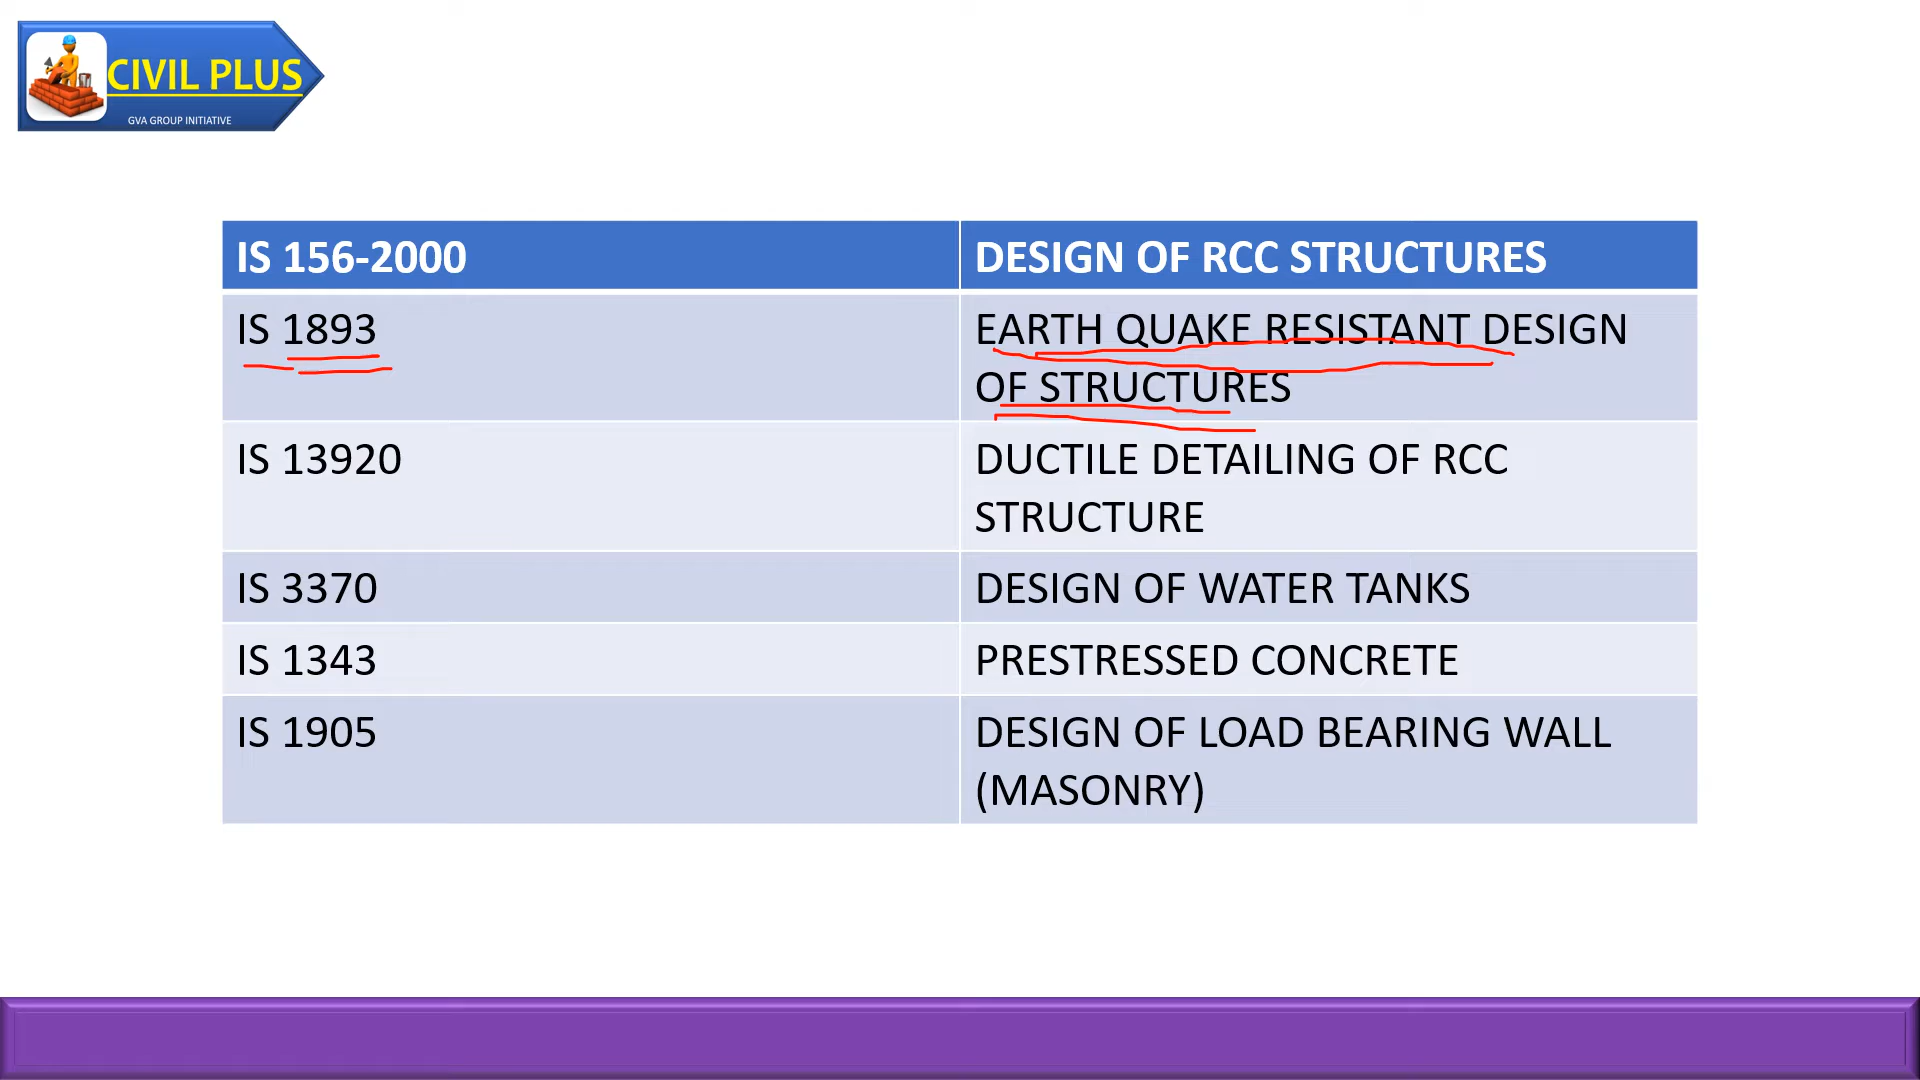 CIVIL PLUS
GVA GROUP INITIATIVE
IS 156-2000
DESIGN OF RCC STRUCTURES
IS 1893
EARTH QUAKE RESISTANT DESIGN
OF STRUCTURES
IS 13920
DUCTILE DETAILING OF RCC
STRUCTURE
IS 3370
DESIGN OF WATER TANKS
IS 1343
PRESTRESSED CONCRETE
IS 1905
DESIGN OF LOAD BEARING WALL
(MASONRY)